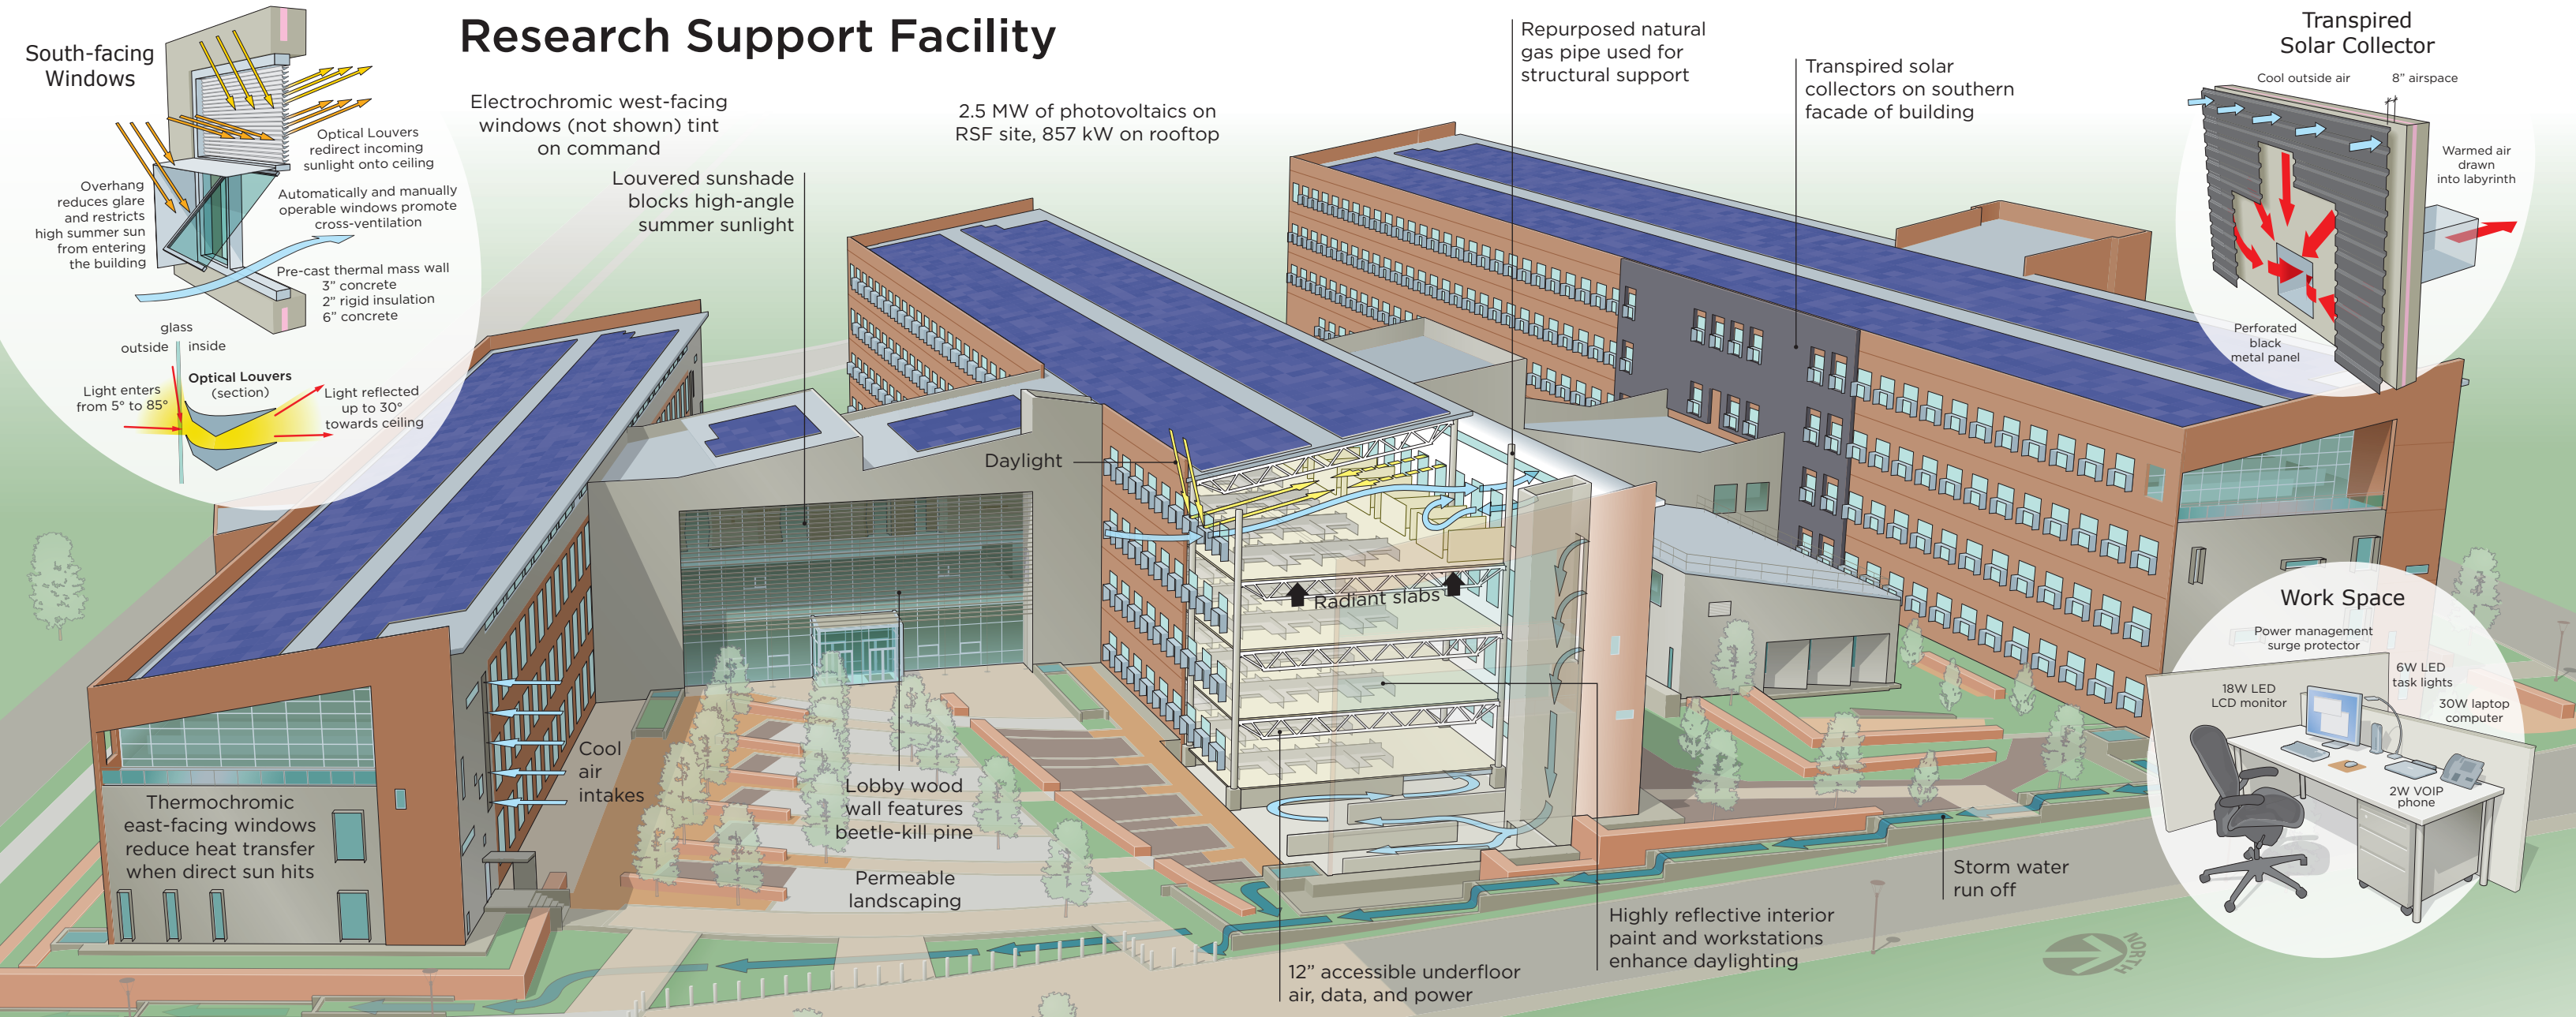 Research Support Facility
South-facing
Windows
Optical Louvers
redirect incoming
sunlight onto ceiling
Overhang
reduces glare
and restricts
high summer sun
from entering
the building
Automatically and manually
operable windows promote
cross-ventilation
Pre-cast thermal mass wall
3” concrete
2” rigid insulation
6” concrete
glass
outside
inside
Optical Louvers
(section)
Light enters
from 5° to 85°
Light reflected
up to 30°
towards ceiling
Electrochromic west-facing
windows (not shown) tint
on command
Louvered sunshade
blocks high-angle
summer sunlight
2.5 MW of photovoltaics on
RSF site, 857 kW on rooftop
Repurposed natural
gas pipe used for
structural support
Transpired solar
collectors on southern
facade of building
Transpired
Solar Collector
Cool outside air
8” airspace
Warmed air
drawn
into labyrinth
Perforated
black
metal panel
Daylight
Radiant slabs
Work Space
Power management
surge protector
6W LED
task lights
18W LED
LCD monitor
30W laptop
computer
2W VOIP
phone
Cool
air
intakes
Thermochromic
east-facing windows
reduce heat transfer
when direct sun hits
Lobby wood
wall features
beetle-kill pine
Permeable
landscaping
Storm water
run off
Highly reflective interior
paint and workstations
enhance daylighting
12” accessible underfloor
air, data, and power
NORTH